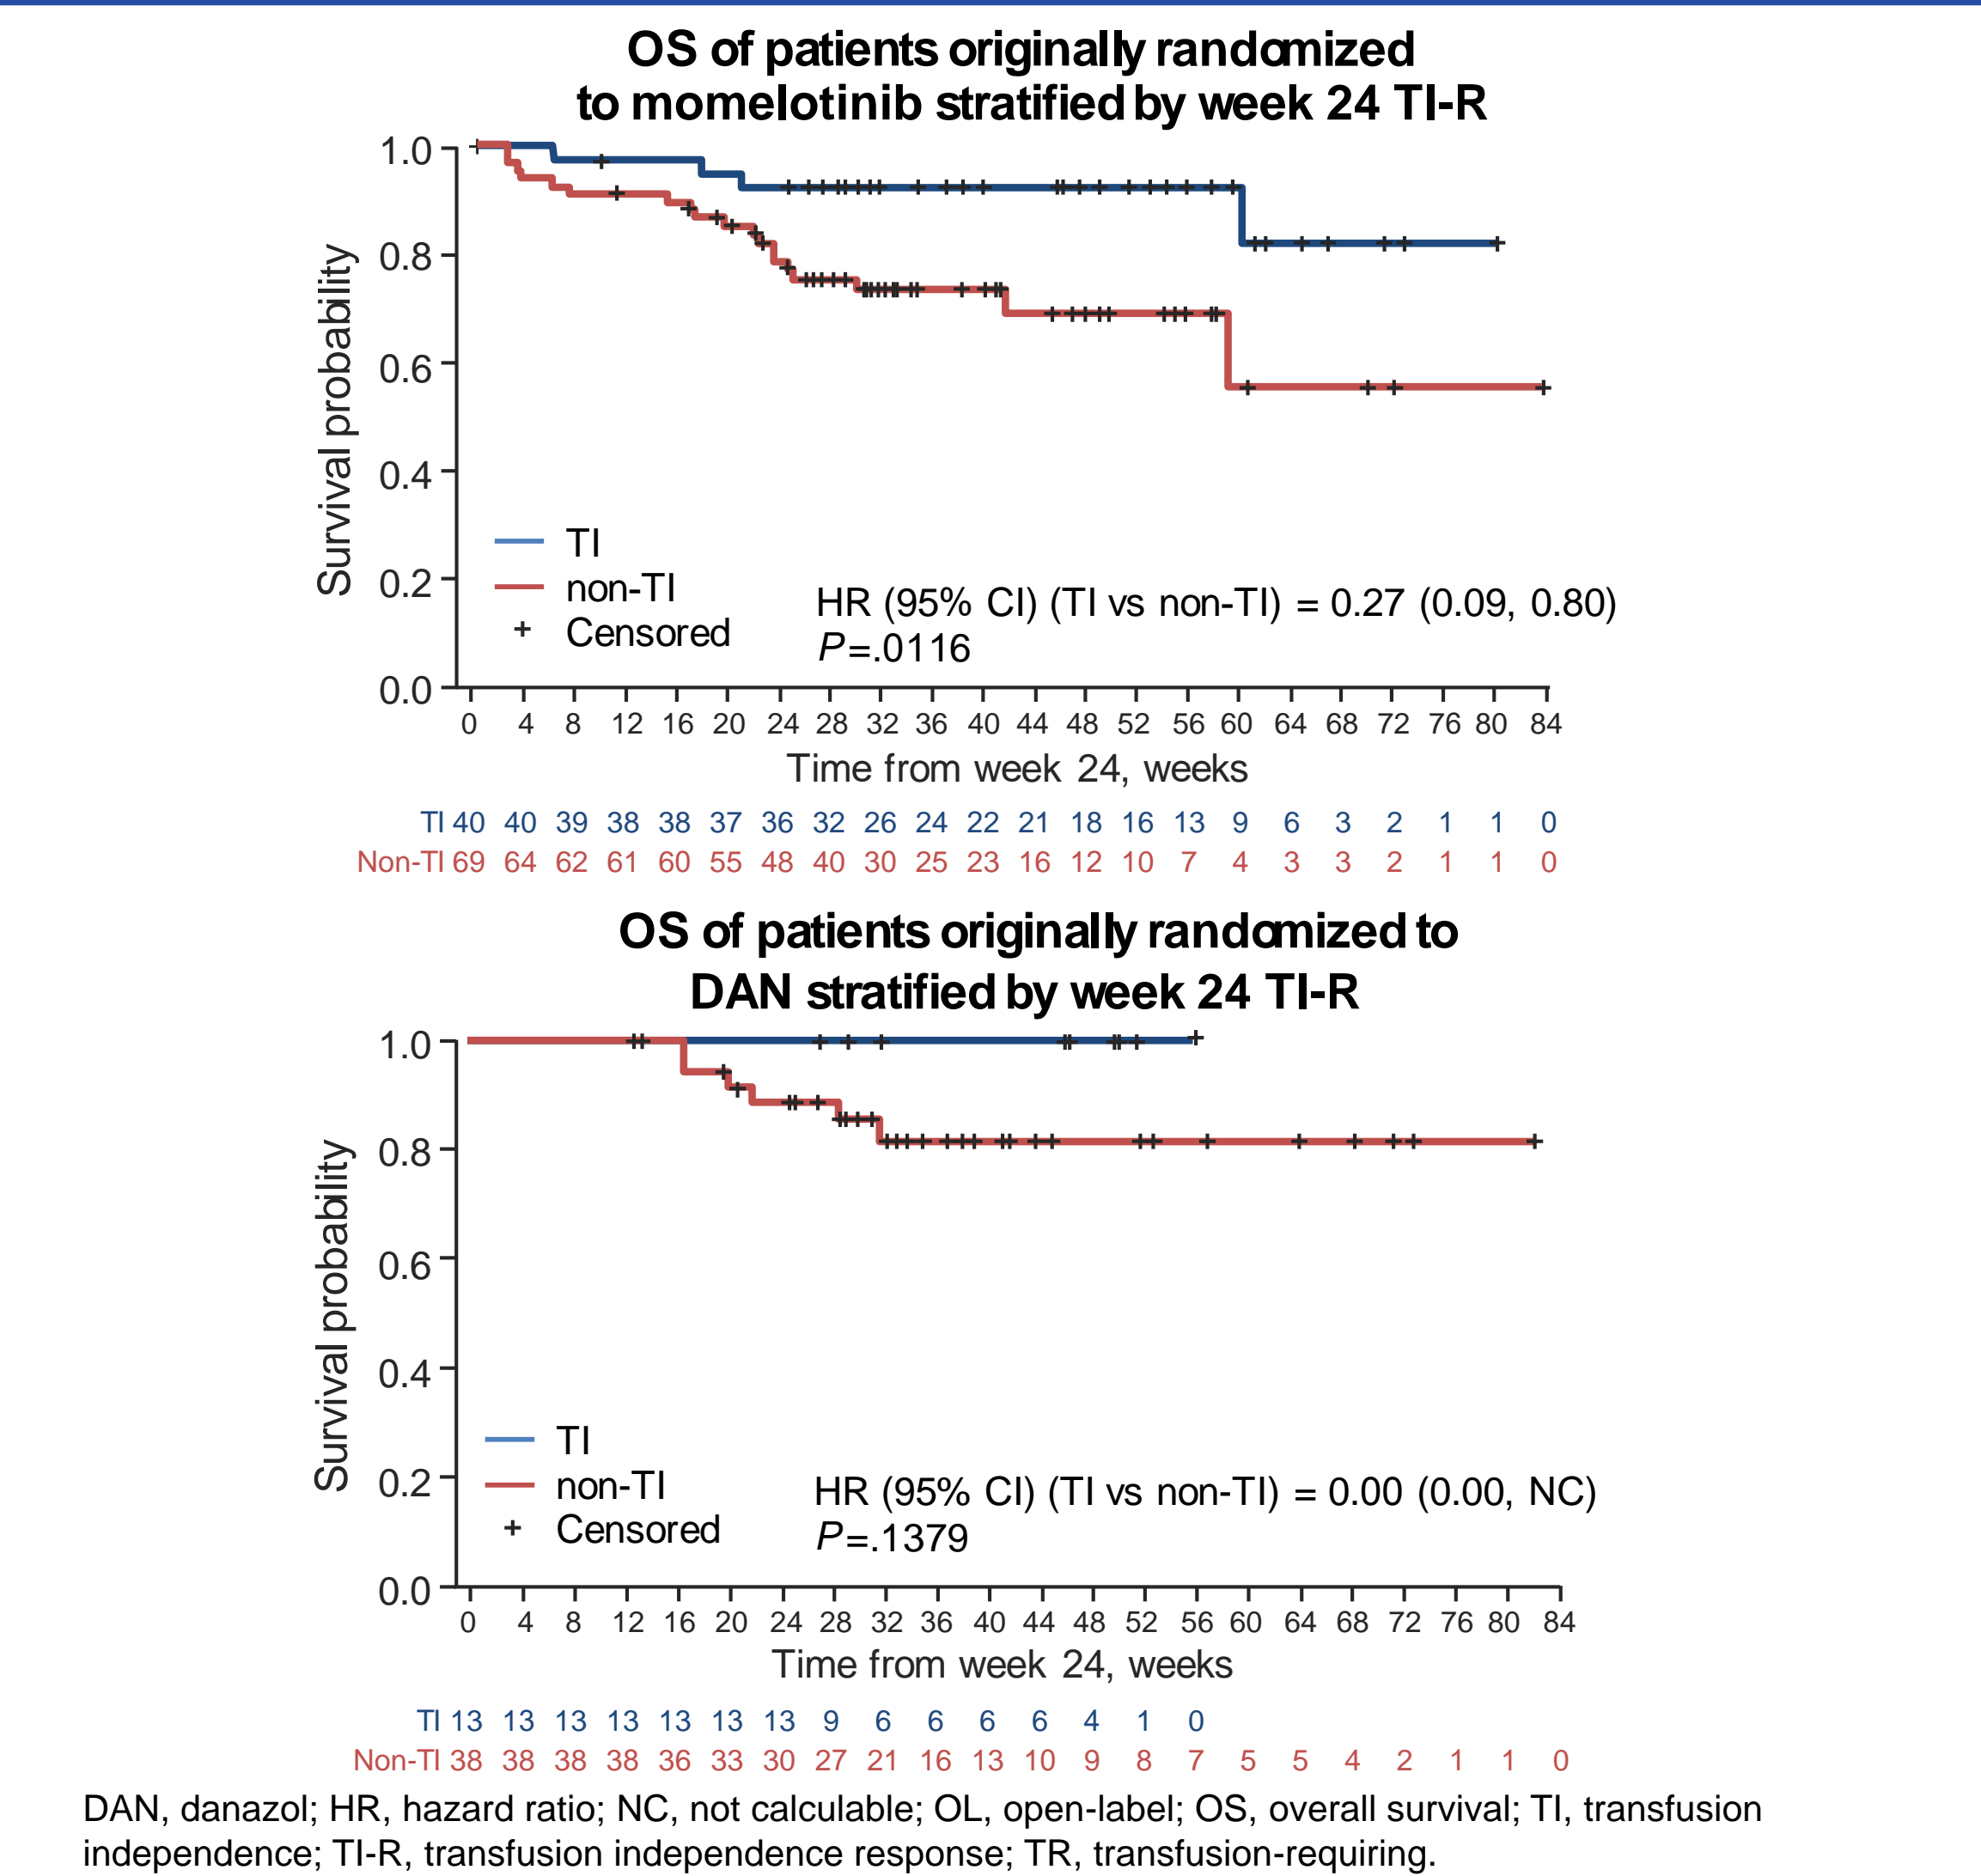 OS of patients originally randomized
to momelotinib stratified by week 24 TI-R
Survival probability
1.0
0.8
0.6
0.4
0.2
0.0
TI
non-TI
Censored
HR (95% CI) (TI vs non-TI) = 0.27 (0.09, 0.80)
P=.0116
0 4 8 12 16 20 24 28 32 36 40 44 48 52 56 60 64 68 72 76 80 84
Time from week 24, weeks
TI 40 40 39 38 38 37 36 32 26 24 22 21 18 16 13 9 6 3 2 1 1 0
Non-TI 69 64 62 61 60 55 48 40 30 25 23 16 12 10 7 4 3 3 2 1 1 0
OS of patients originally randomized to
DAN stratified by week 24 TI-R
Survival probability
1.0
0.8
0.6
0.4
0.2
0.0
TI
non-TI
Censored
HR (95% CI) (TI vs non-TI) = 0.00 (0.00, NC)
P=.1379
0 4 8 12 16 20 24 28 32 36 40 44 48 52 56 60 64 68 72 76 80 84
Time from week 24, weeks
TI 13 13 13 13 13 13 13 9 6 6 6 6 4 1 0
Non-TI 38 38 38 38 36 33 30 27 21 16 13 10 9 8 7 5 5 4 2 1 1 0
DAN, danazol; HR, hazard ratio; NC, not calculable; OL, open-label; OS, overall survival; TI, transfusion
independence; TI-R, transfusion independence response; TR, transfusion-requiring.